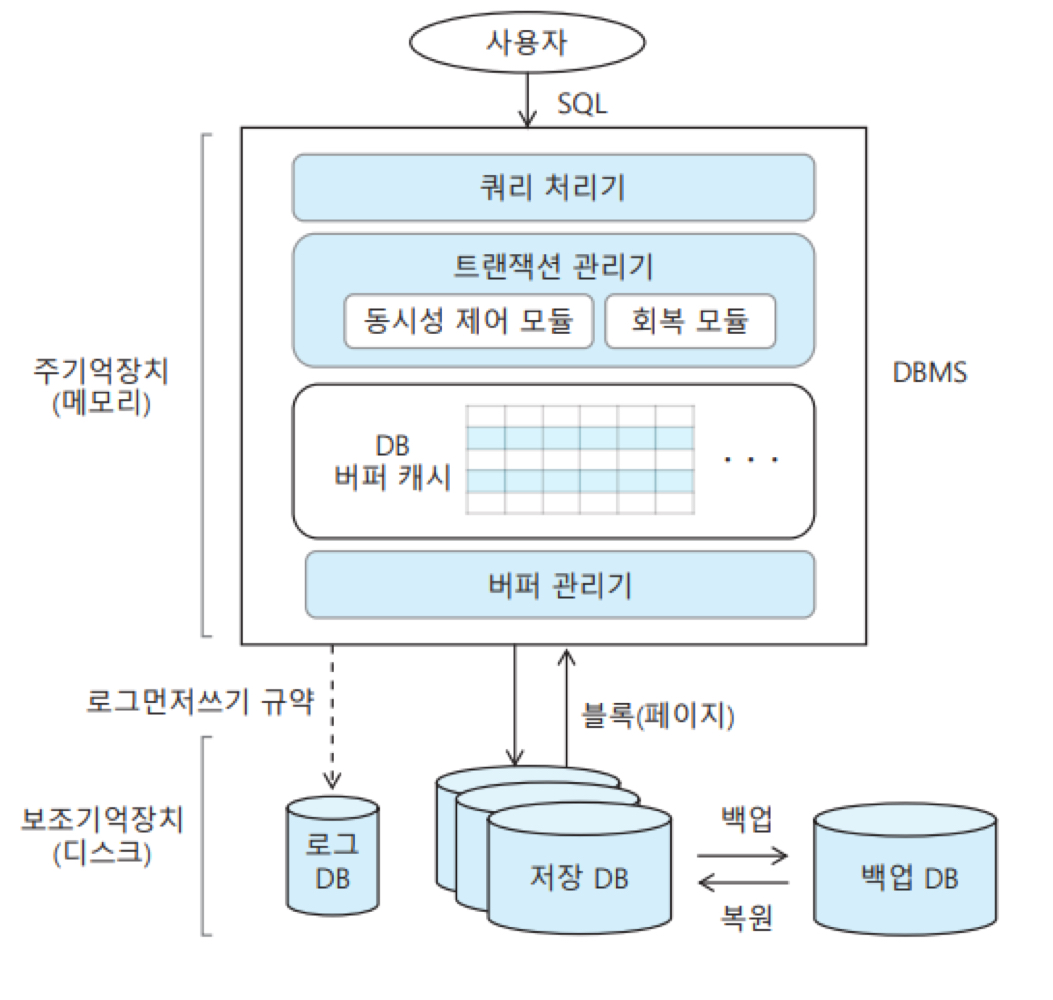 사용자
SQL
쿼리 처리기
트랜잭션 관리기
동시성 제어 모듈
회복 모듈
주기억장치
(메모리)
DBMS
DB
버퍼 캐시
. . .
버퍼 관리기
로그먼저쓰기 규약
블록(페이지)
보조기억장치
(디스크)
로그
DB
저장 DB
백업
복원
백업 DB